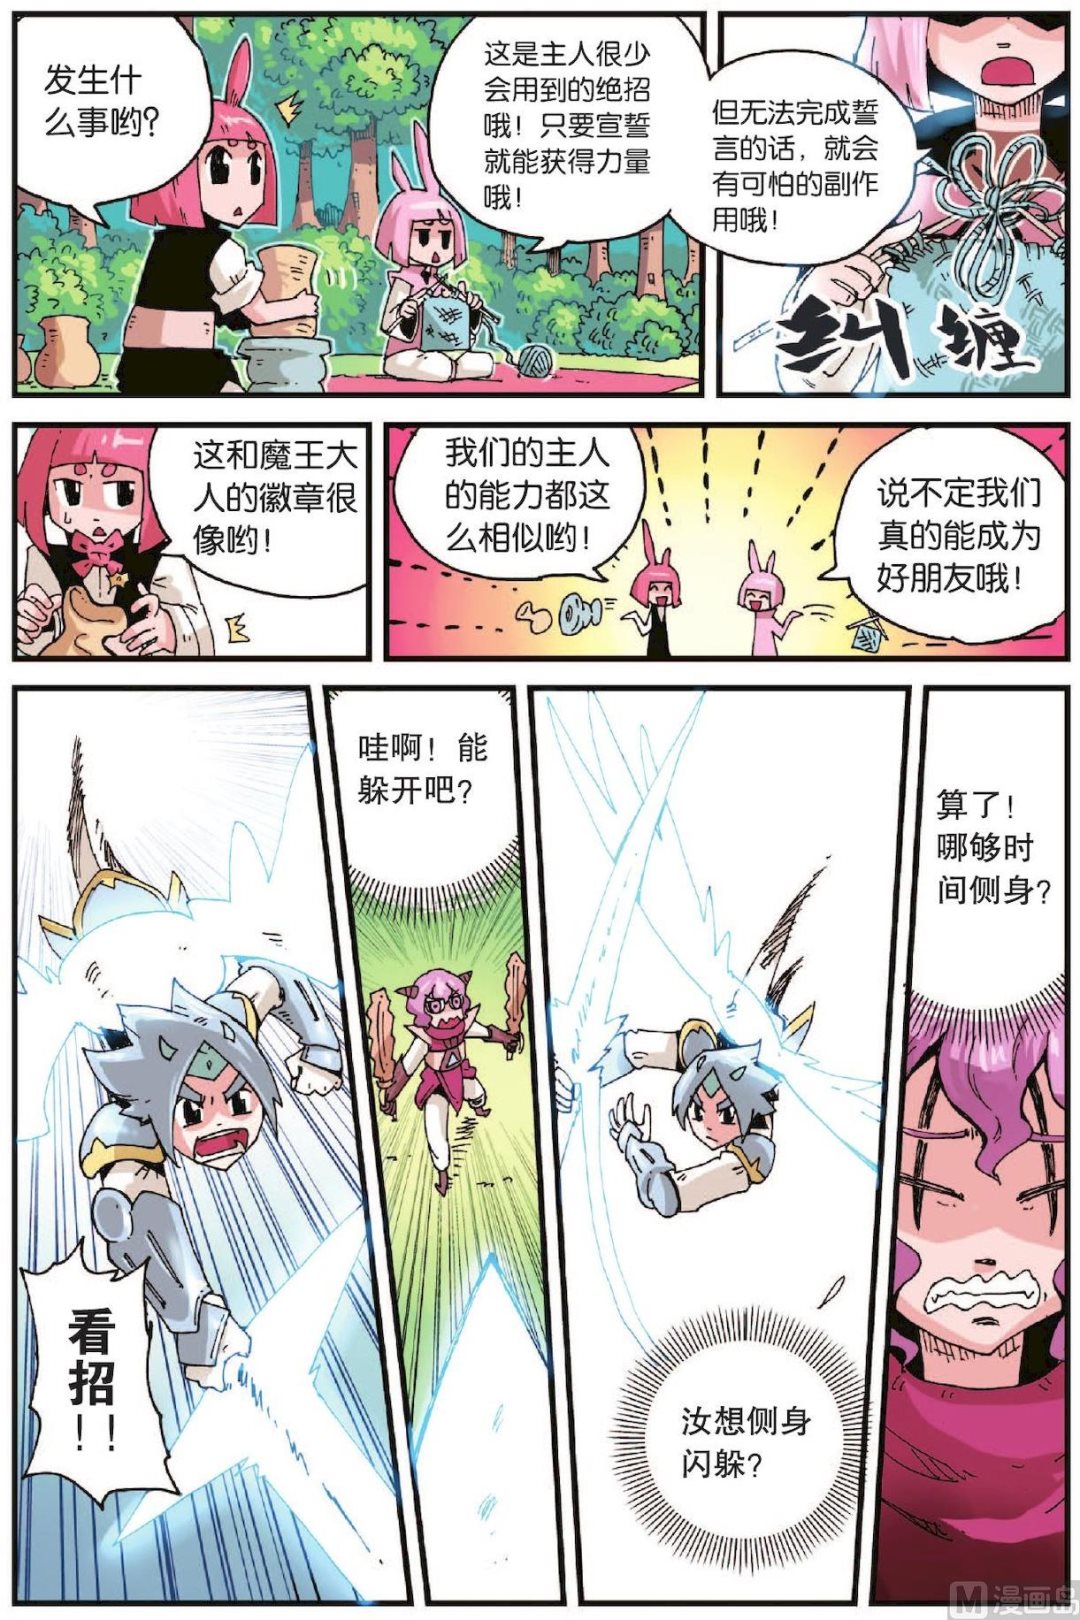 发生什
么事哟？
这是主人很少
会用到的绝招
哦！只要宣誓
就能获得力量
哦！
但无法完成誓
言的话，就会
有可怕的副作
用哦！
纠缠
这和魔王大
人的徽章很
像哟！
我们的主人
的能力都这
么相似哟！
说不定我们
真的能成为
好朋友哦！
看
招
！！
哇啊！能
躲开吧？
汝想侧身
闪躲？
算了！
哪够时
间侧身？
M漫画岛